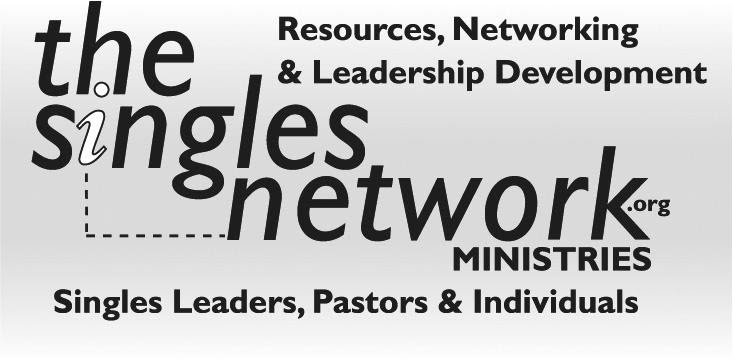 the
singles
network.org
MINISTRIES
Resources, Networking
& Leadership Development
Singles Leaders, Pastors & Individuals